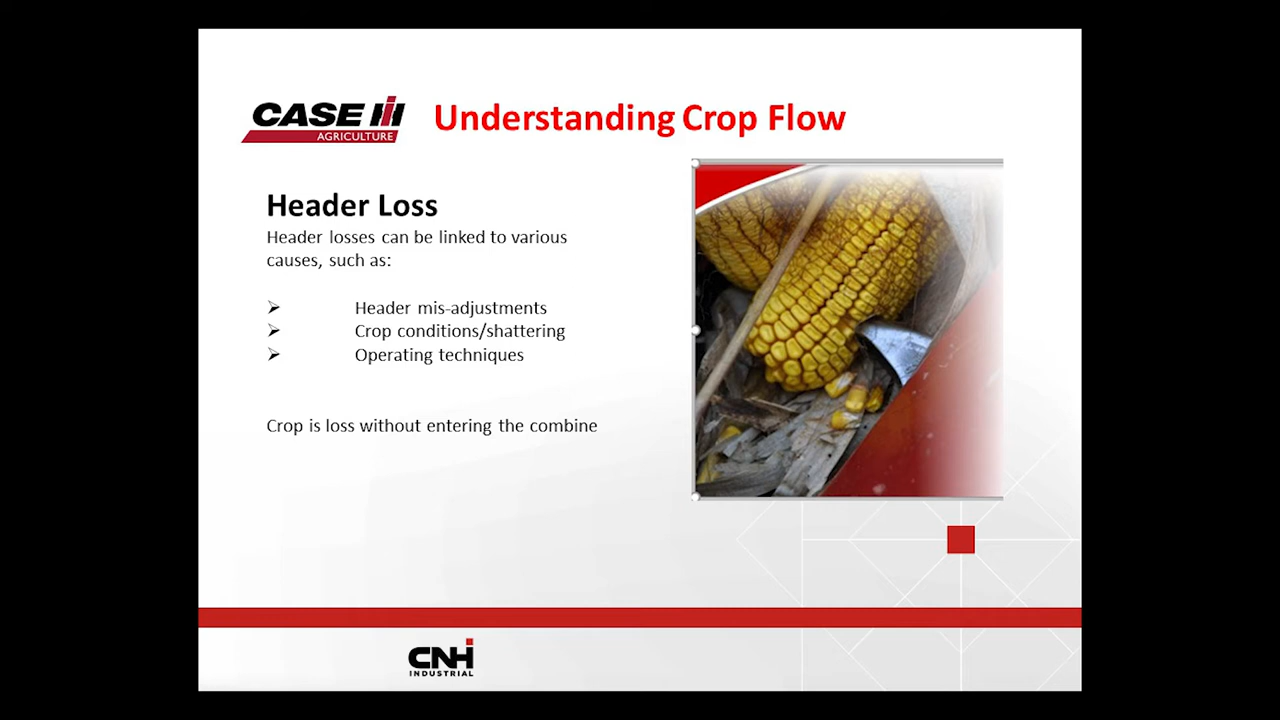 CASE IH
AGRICULTURE
Understanding Crop Flow
Header Loss
Header losses can be linked to various
causes, such as:
➢ Header mis-adjustments
➢ Crop conditions/shattering
➢ Operating techniques
Crop is loss without entering the combine
CNH
INDUSTRIAL